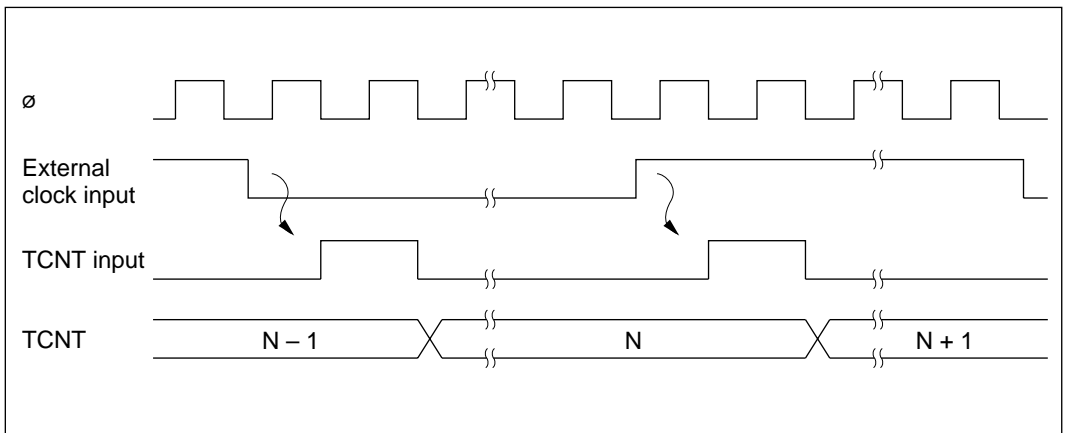 ø
External
clock input
TCNT input
TCNT
N – 1
N
N + 1